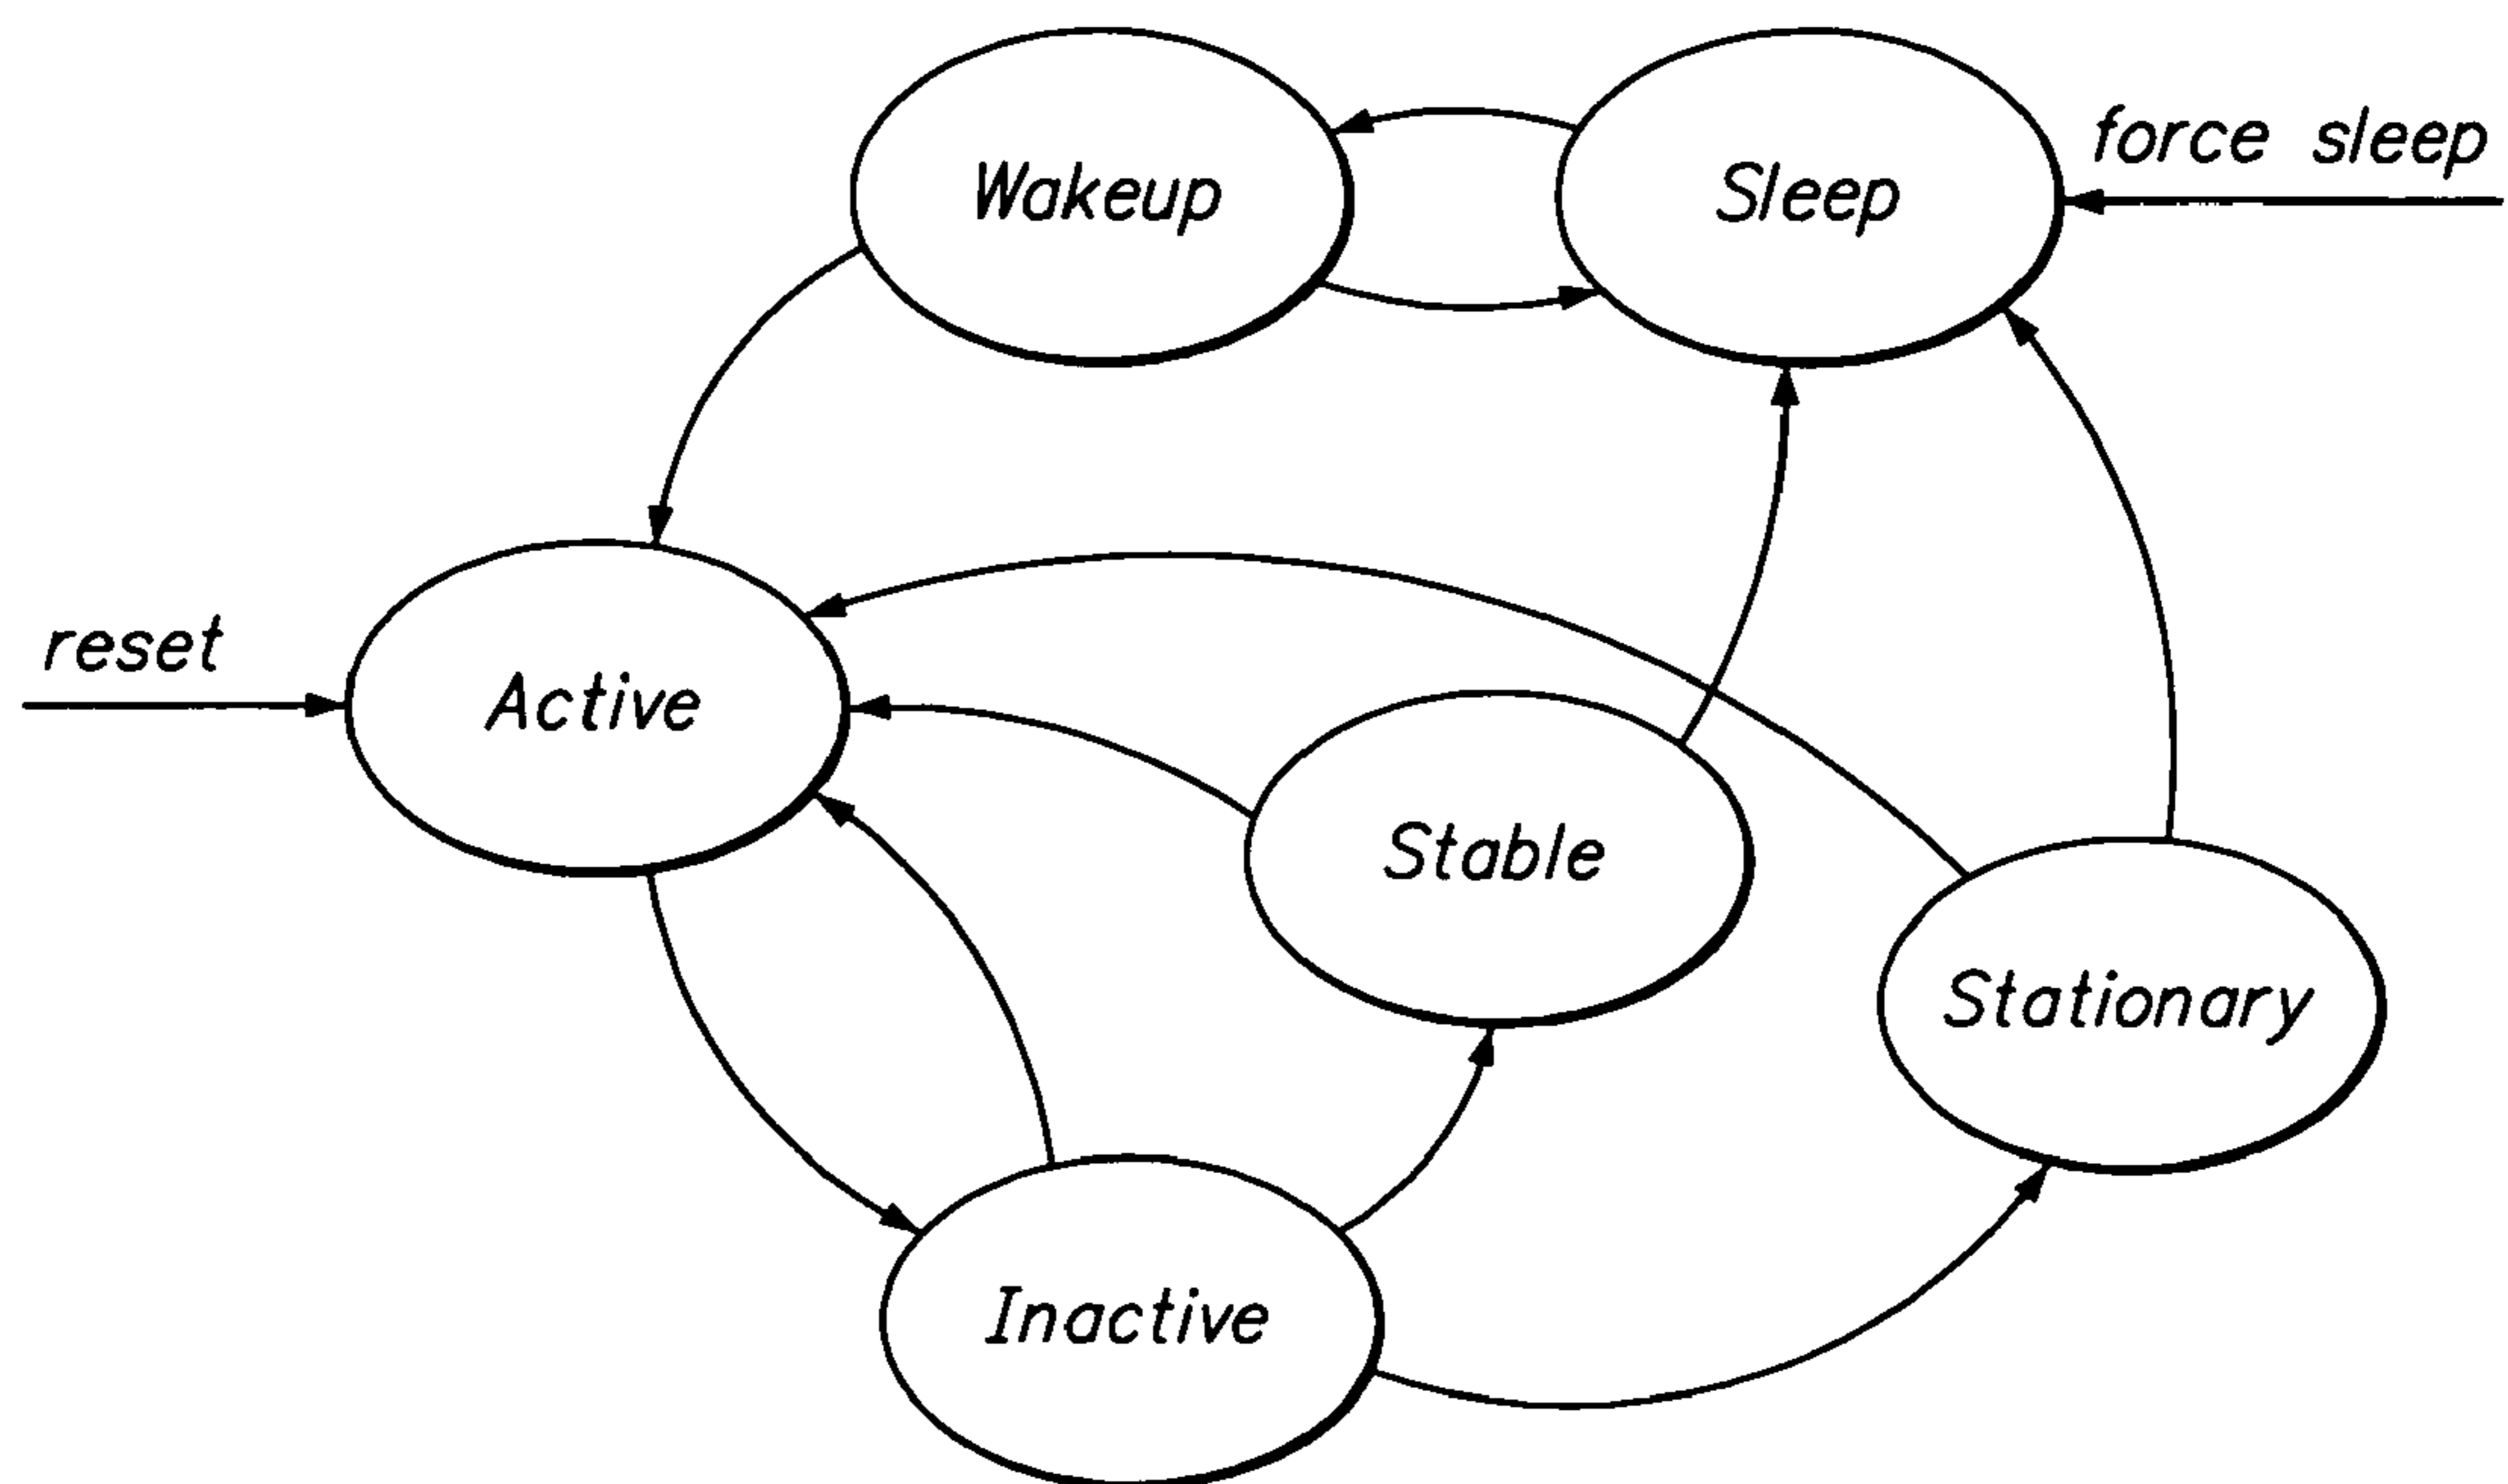 Wakeup
Sleep
force sleep
reset
Active
Stable
Stationary
Inactive